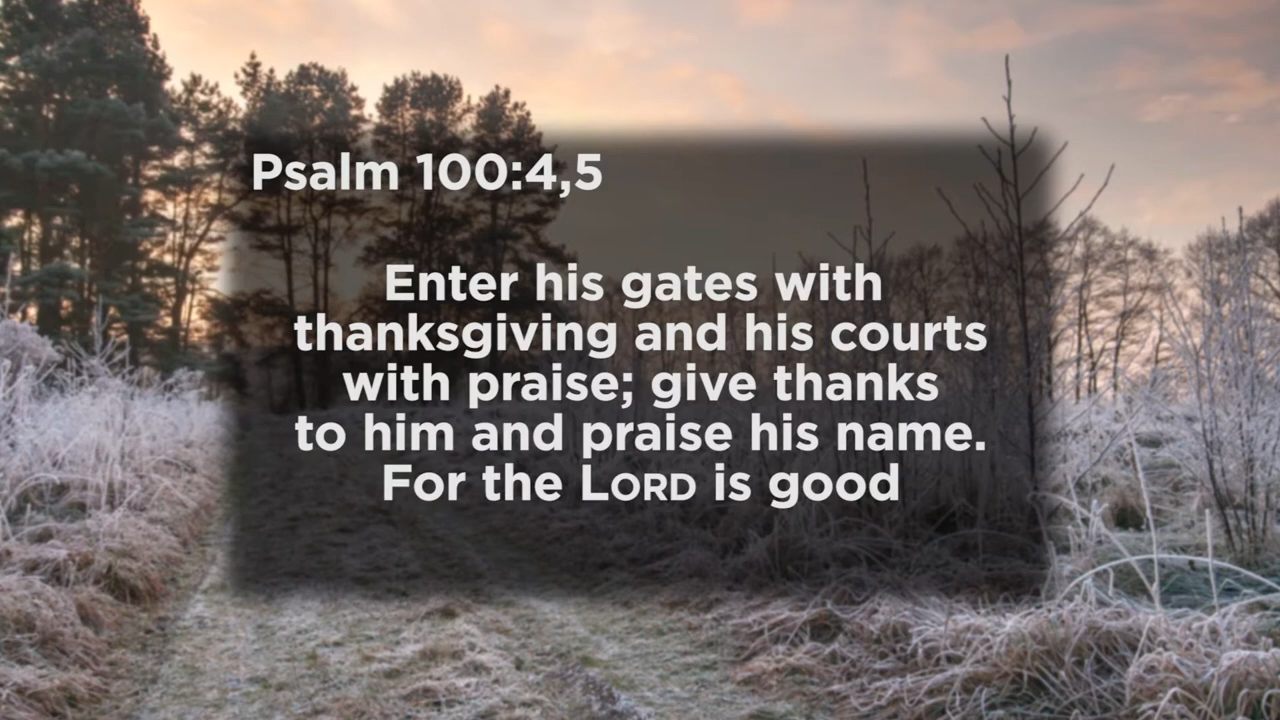 Psalm 100:4,5
Enter his gates with
thanksgiving and his courts
with praise; give thanks
to him and praise his name.
For the LORD is good